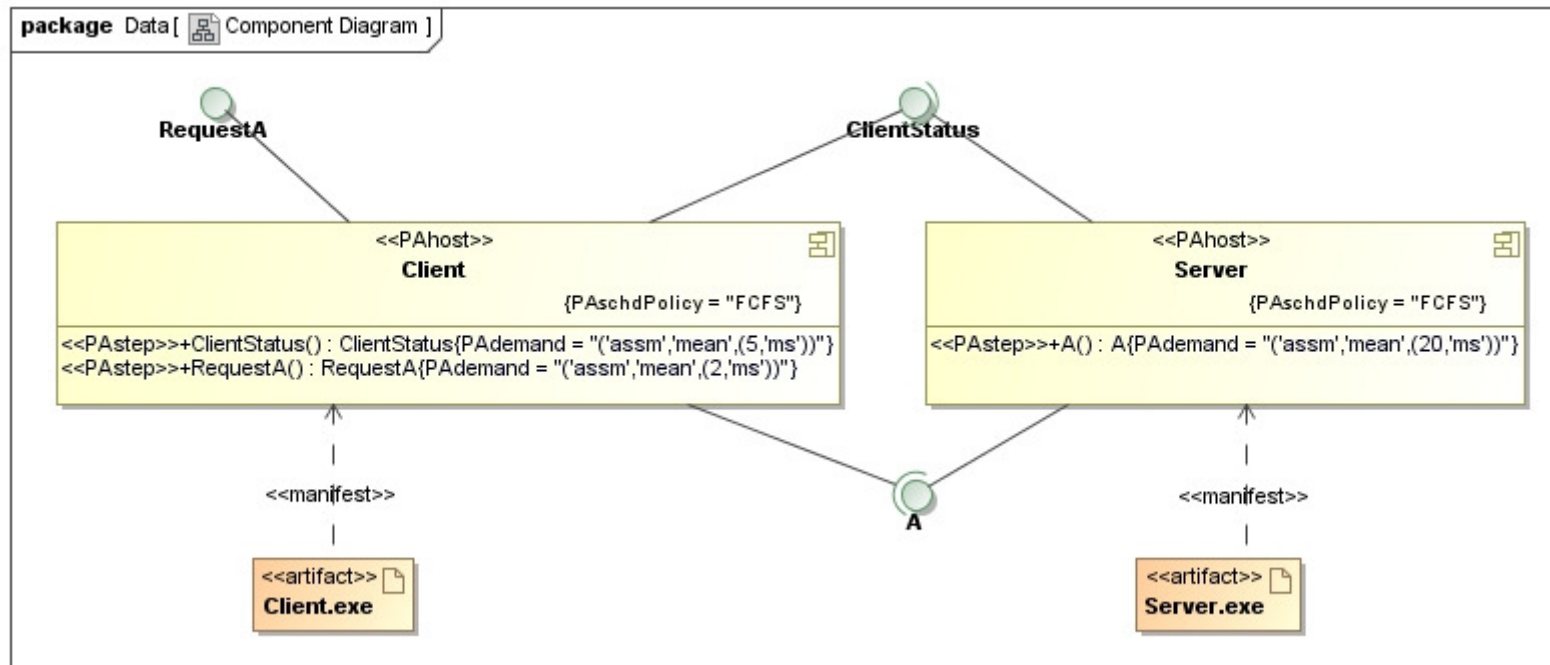 package Data [ Component Diagram ]
RequestA
ClientStatus
<<PAhost>>
Client
{PAschdPolicy = "FCFS"}
<<PAstep>>+ClientStatus() : ClientStatus{PAdemand = "('assm','mean',(5,'ms'))"}
<<PAstep>>+RequestA() : RequestA{PAdemand = "('assm','mean',(2,'ms'))"}
<<PAhost>>
Server
{PAschdPolicy = "FCFS"}
<<PAstep>>+A() : A{PAdemand = "('assm','mean',(20,'ms'))"}
<<manifest>>
A
<<manifest>>
<<artifact>>
Client.exe
<<artifact>>
Server.exe